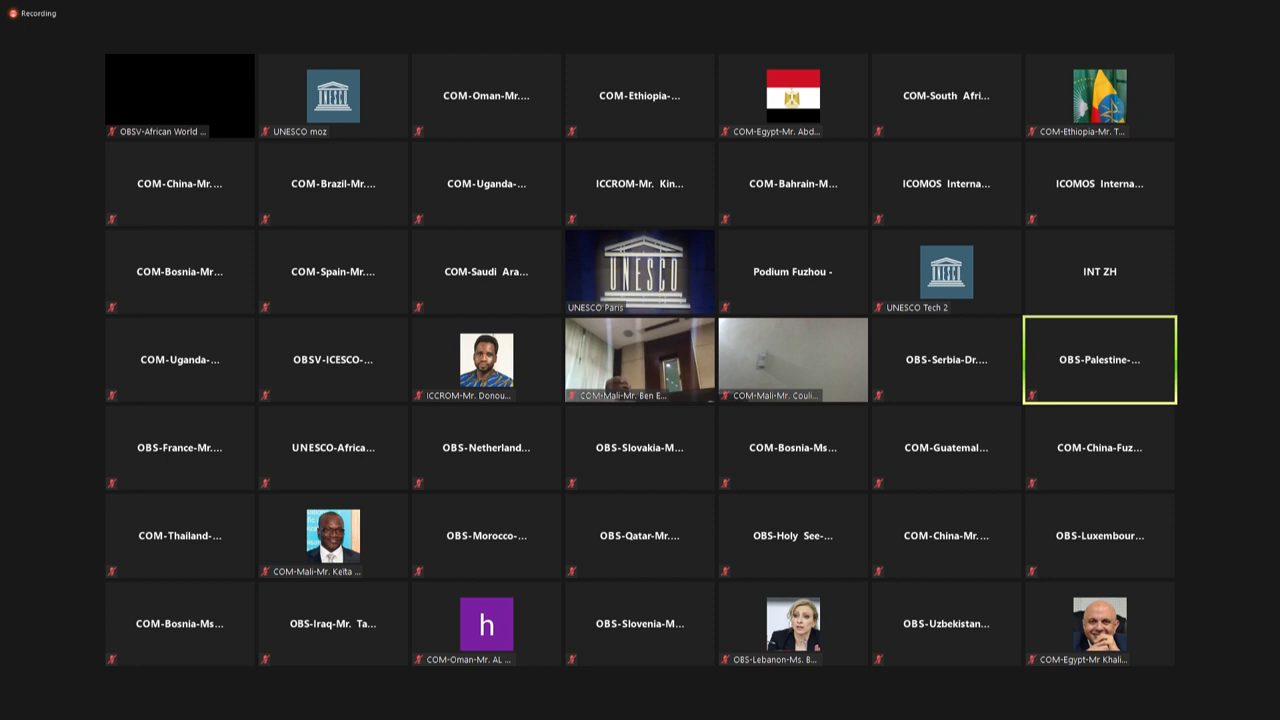 Recording
OBSV-African World ...
UNESCO
UNESCO moz
COM-Oman-Mr....
COM-Ethiopia-...
COM-Egypt-Mr. Abd...
COM-South Afri...
COM-Ethiopia-Mr. T...
COM-China-Mr....
COM-Brazil-Mr....
COM-Uganda-...
ICCROM-Mr. Kin...
COM-Bahrain-M...
ICOMOS Interna...
ICOMOS Interna...
COM-Bosnia-Mr...
COM-Spain-Mr....
COM-Saudi Ara...
UNESCO
UNESCO Paris
Podium Fuzhou -
UNESCO
UNESCO Tech 2
INT ZH
COM-Uganda-...
OBSV-ICESCO-...
ICCROM-Mr. Donou...
COM-Mali-Mr. Ben E...
COM-Mali-Mr. Couli...
OBS-Serbia-Dr....
OBS-Palestine-...
OBS-France-Mr....
UNESCO-Africa...
OBS-Netherland...
OBS-Slovakia-M...
COM-Bosnia-Ms...
COM-Guatemal...
COM-China-Fuz...
COM-Thailand-...
COM-Mali-Mr. Keïta ...
OBS-Morocco-...
OBS-Qatar-Mr....
OBS-Holy See-...
COM-China-Mr....
OBS-Luxembour...
COM-Bosnia-Ms...
OBS-Iraq-Mr. Ta...
h
COM-Oman-Mr. AL ...
OBS-Slovenia-M...
OBS-Lebanon-Ms. B...
OBS-Uzbekistan...
COM-Egypt-Mr Khali...